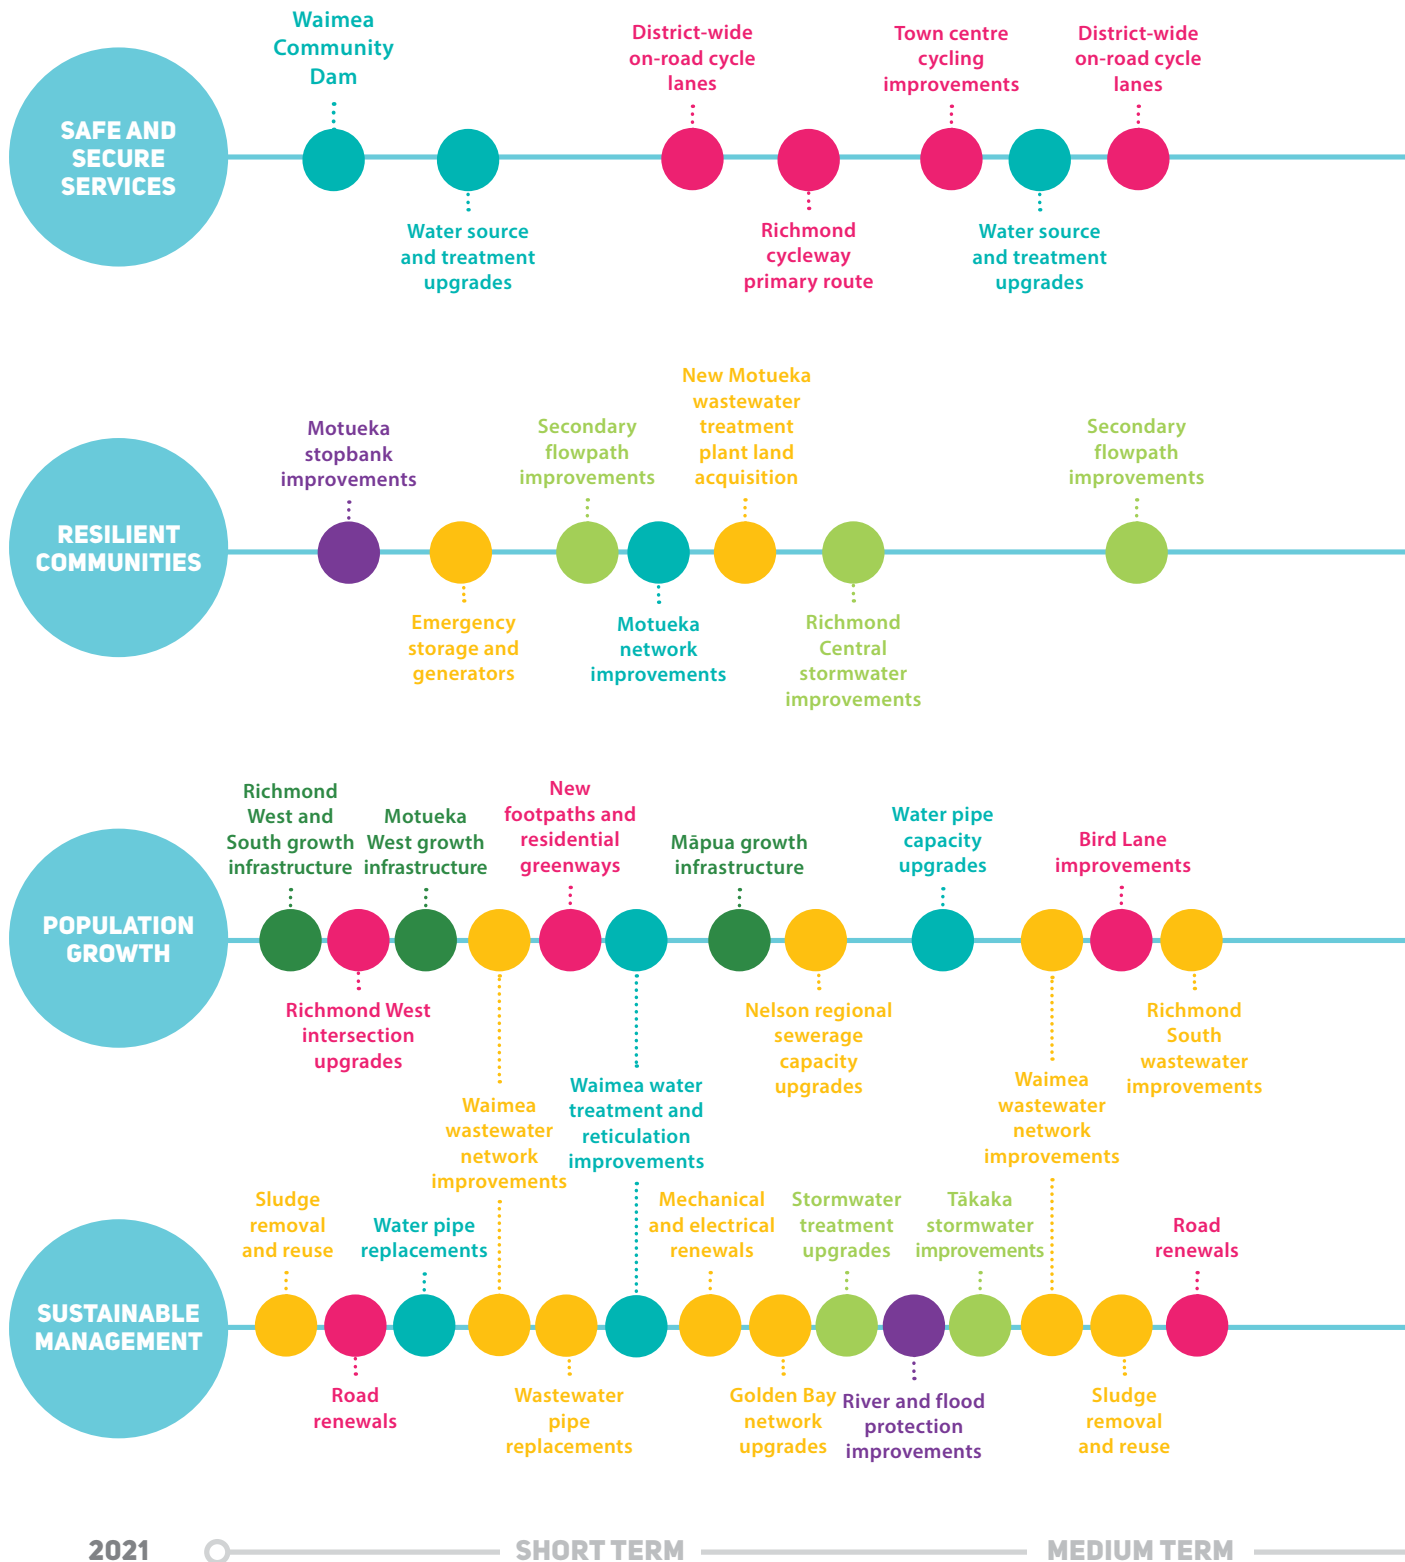 Waimea
Community
Dam
District-wide
on-road cycle
lanes
Town centre
cycling
improvements
District-wide
on-road cycle
lanes
SAFE AND
SECURE
SERVICES
Water source
and treatment
upgrades
Richmond
cycleway
primary route
Water source
and treatment
upgrades
Motueka
stopbank
improvements
Secondary
flowpath
improvements
New Motueka
wastewater
treatment
plant land
acquisition
Secondary
flowpath
improvements
RESILIENT
COMMUNITIES
Emergency
storage and
generators
Motueka
network
improvements
Richmond
Central
stormwater
improvements
Richmond
West and
South growth
infrastructure
Motueka
West growth
infrastructure
New
footpaths and
residential
greenways
Māpua growth
infrastructure
Water pipe
capacity
upgrades
Bird Lane
improvements
POPULATION
GROWTH
Richmond West
intersection
upgrades
Nelson regional
sewerage
capacity
upgrades
Richmond
South
wastewater
improvements
Waimea
wastewater
network
improvements
Waimea water
treatment and
reticulation
improvements
Waimea
wastewater
network
improvements
Sludge
removal
and reuse
Water pipe
replacements
Mechanical
and electrical
renewals
Stormwater
treatment
upgrades
Tākaka
stormwater
improvements
Road
renewals
SUSTAINABLE
MANAGEMENT
Road
renewals
Wastewater
pipe
replacements
Golden Bay
network
upgrades
River and flood
protection
improvements
Sludge
removal
and reuse
2021 SHORT TERM MEDIUM TERM